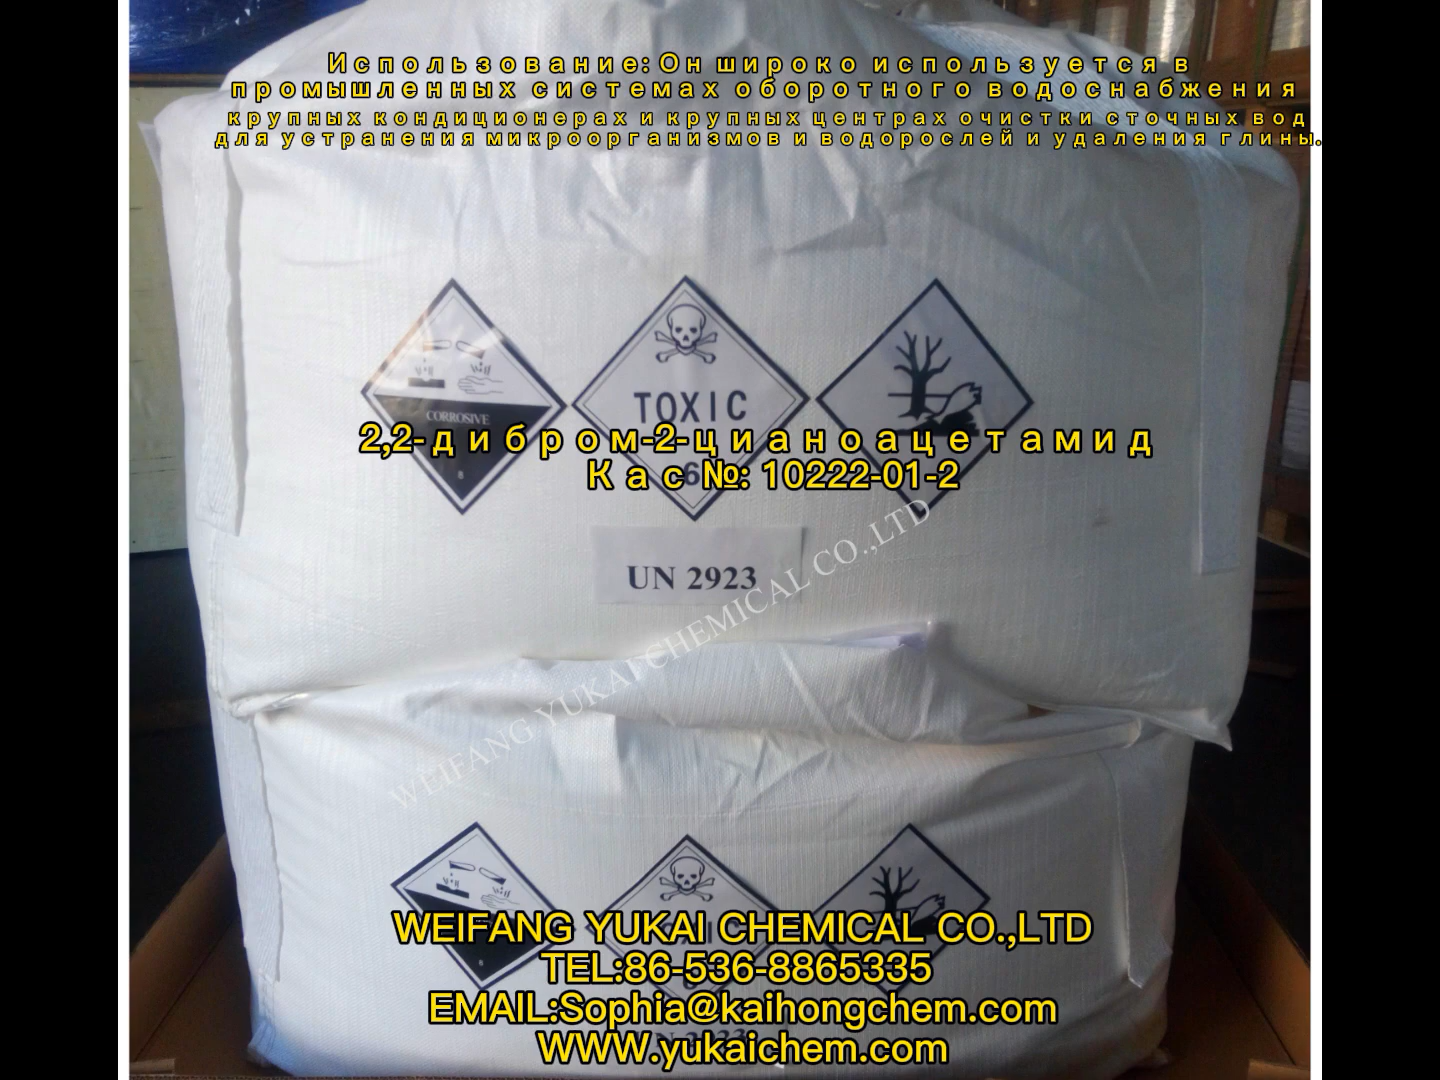 Использование: Он широко используется в
промышленных системах оборотного водоснабжения
крупных кондиционерах и крупных центрах очистки сточных вод
для устранения микроорганизмов и водорослей и удаления глины.
CORROSIVE
8
TOXIC
6
2,2-дибром-2-цианоацетамид
Кас №: 10222-01-2
UN 2923
WEIFANG YUKAI CHEMICAL CO.,LTD
WEIFANG YUKAI CHEMICAL CO.,LTD
TEL:86-536-8865335
EMAIL:Sophia@kaihongchem.com
WWW.yukaichem.com